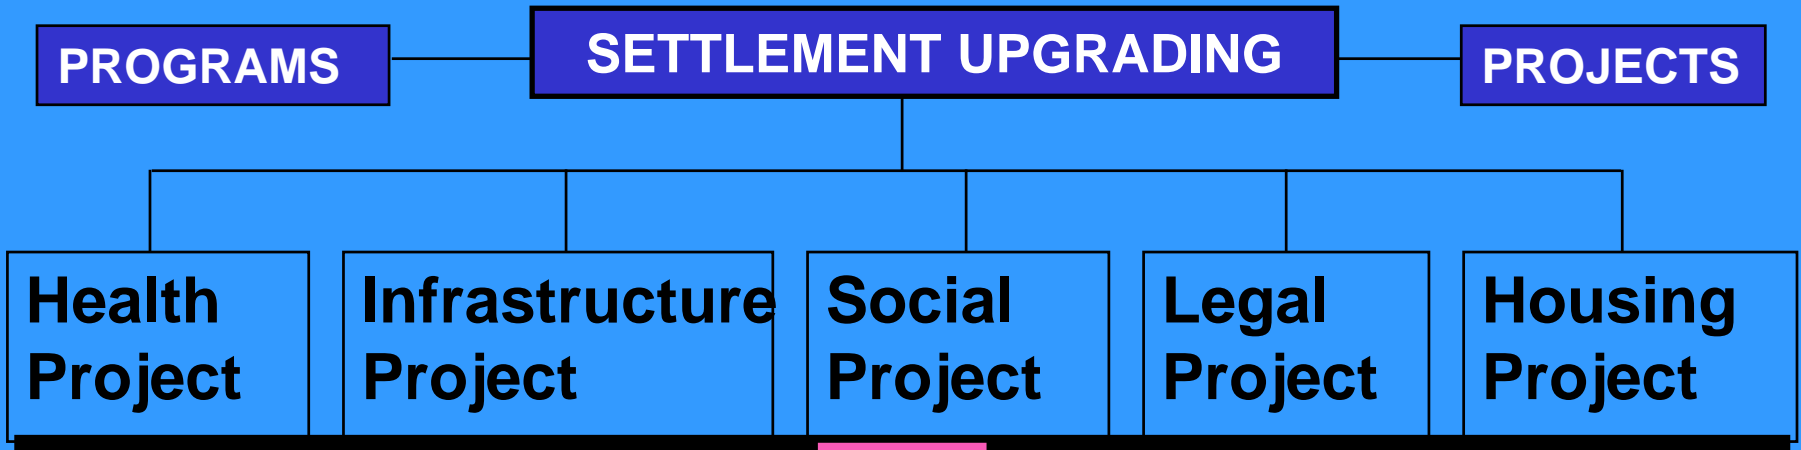 PROGRAMS
SETTLEMENT UPGRADING
PROJECTS
Health
Project
Infrastructure
Project
Social
Project
Legal
Project
Housing
Project